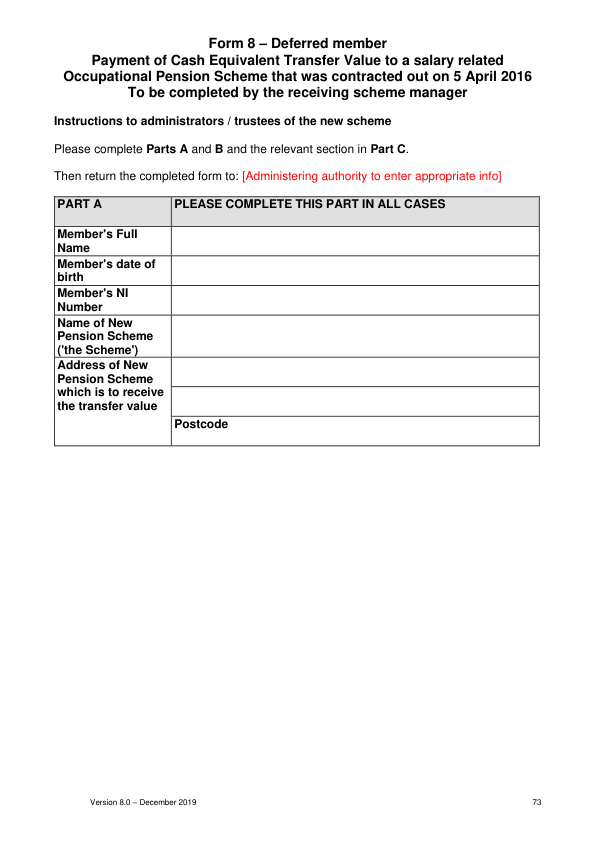 Form 8 – Deferred member
Payment of Cash Equivalent Transfer Value to a salary related
Occupational Pension Scheme that was contracted out on 5 April 2016
To be completed by the receiving scheme manager
Instructions to administrators / trustees of the new scheme
Please complete Parts A and B and the relevant section in Part C.
Then return the completed form to: [Administering authority to enter appropriate info]
PART A PLEASE COMPLETE THIS PART IN ALL CASES
Member's Full
Name
Member's date of
birth
Member's NI
Number
Name of New
Pension Scheme
('the Scheme')
Address of New
Pension Scheme
which is to receive
the transfer value
Postcode
Version 8.0 – December 2019 73